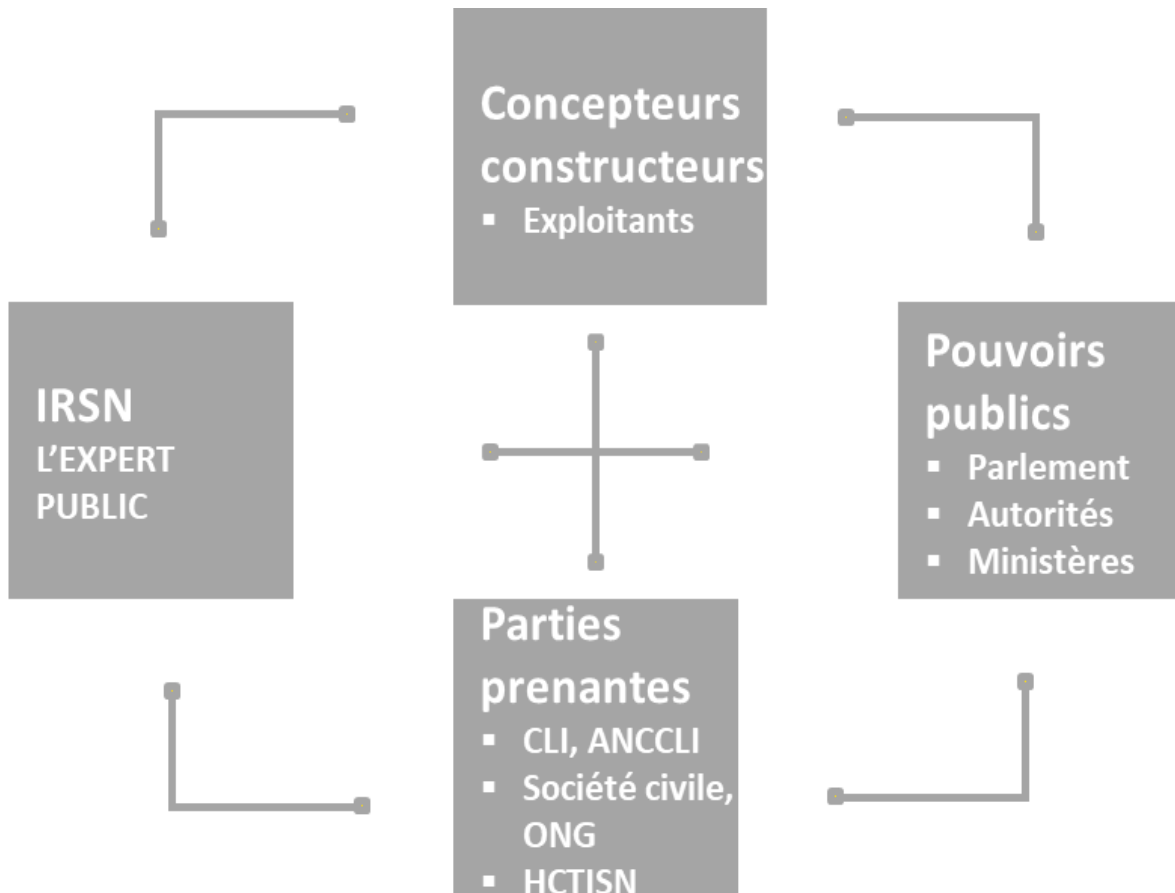 Concepteurs
constructeurs
▪ Exploitants
IRSN
L'EXPERT
PUBLIC
Pouvoirs
publics
▪ Parlement
▪ Autorités
▪ Ministères
Parties
prenantes
▪ CLI, ANCCLI
▪ Société civile,
ONG
▪ HCTISN